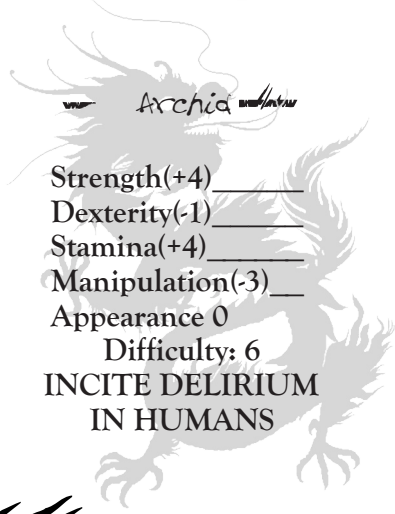 Archid
Strength(+4)______
Dexterity(-1)______
Stamina(+4)______
Manipulation(-3)__
Appearance 0
Difficulty: 6
INCITE DELIRIUM
IN HUMANS